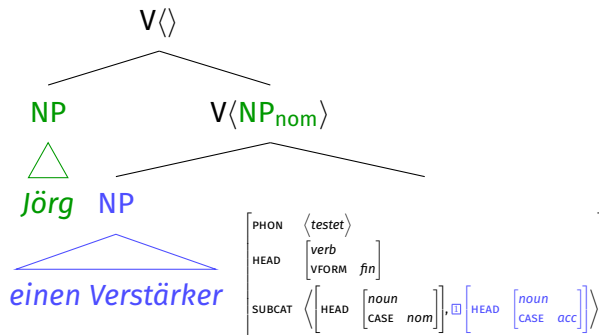 V⟨⟩
NP V⟨NP_nom⟩
Jörg NP
einen Verstärker
PHON ⟨testet⟩
HEAD [verb
VFORM fin]
SUBCAT ⟨[HEAD [noun
CASE nom]], 1 [HEAD [noun
CASE acc]]⟩